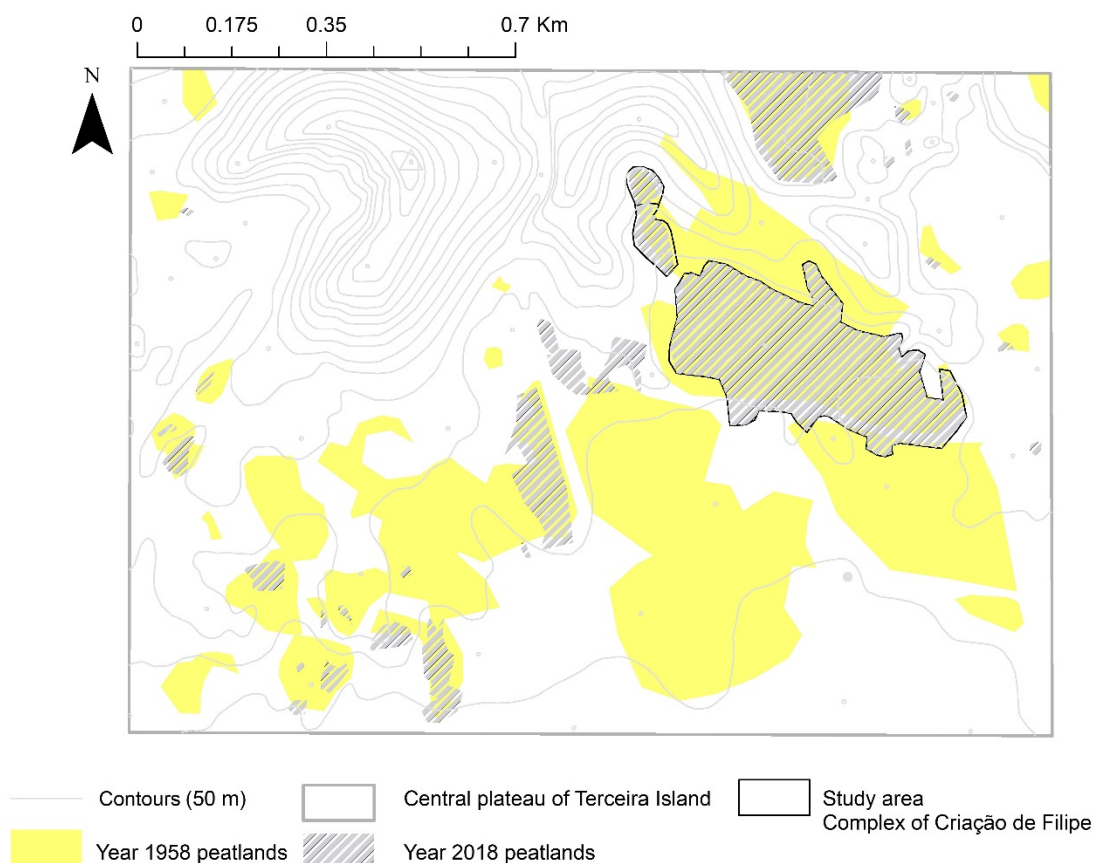 0 0.175 0.35 0.7 Km
N
Contours (50 m)
Central plateau of Terceira Island
Study area
Complex of Criação de Filipe
Year 1958 peatlands
Year 2018 peatlands